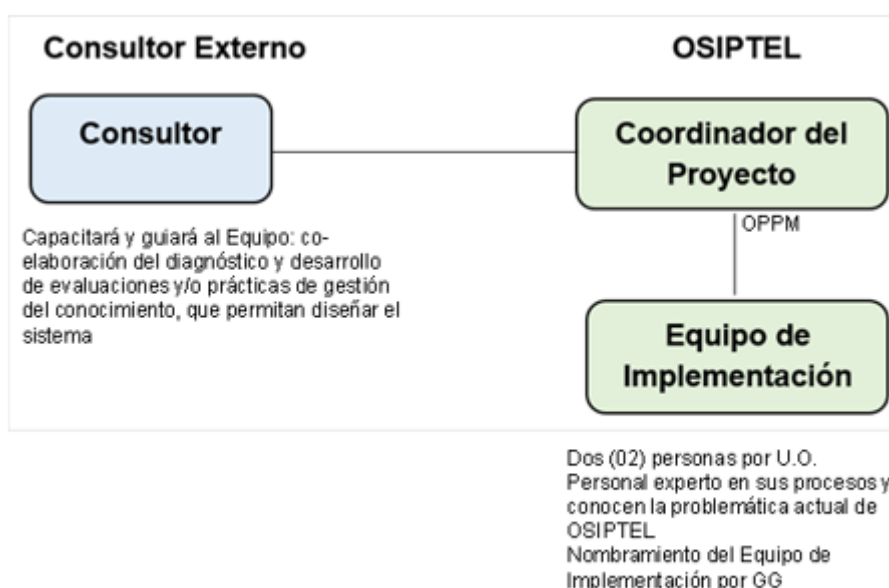 Consultor Externo
OSIPTEL
Consultor
Coordinador del
Proyecto
Capacitará y guiará al Equipo: co-
elaboración del diagnóstico y desarrollo
de evaluaciones y/o prácticas de gestión
del conocimiento, que permitan diseñar el
sistema
OPPM
Equipo de
Implementación
Dos (02) personas por U.O.
Personal experto en sus procesos y
conocen la problemática actual de
OSIPTEL
Nombramiento del Equipo de
Implementación por GG